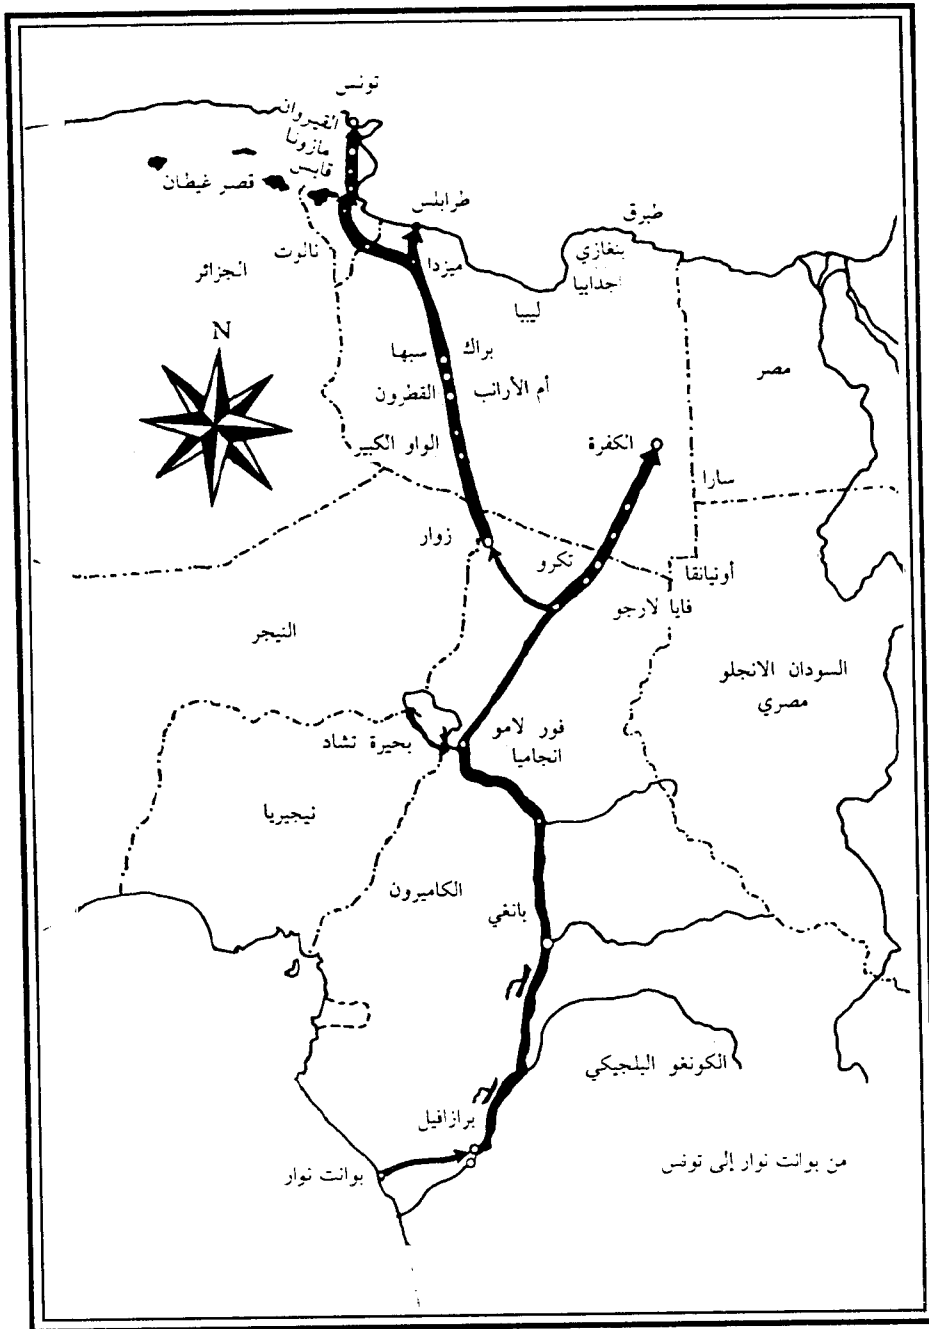 تونس
القيروان
مازونا
قابس
قصر غيطان
طرابلس
طبرق
نالوت
ميزدا
بنغازي
اجدابيا
الجزائر
ليبيا
N
سبها
براك
مصر
القطرون
أم الأرانب
الواو الكبير
الكفرة
سارا
زوار
تكرو
أونيانقا
فايا لارجو
النيجر
السودان الانجلو
مصري
بحيرة تشاد
فور لامو
انجاميا
نيجيريا
الكاميرون
بانغي
الكونغو البلجيكي
برازافيل
بوانت نوار
من بوانت نوار إلى تونس